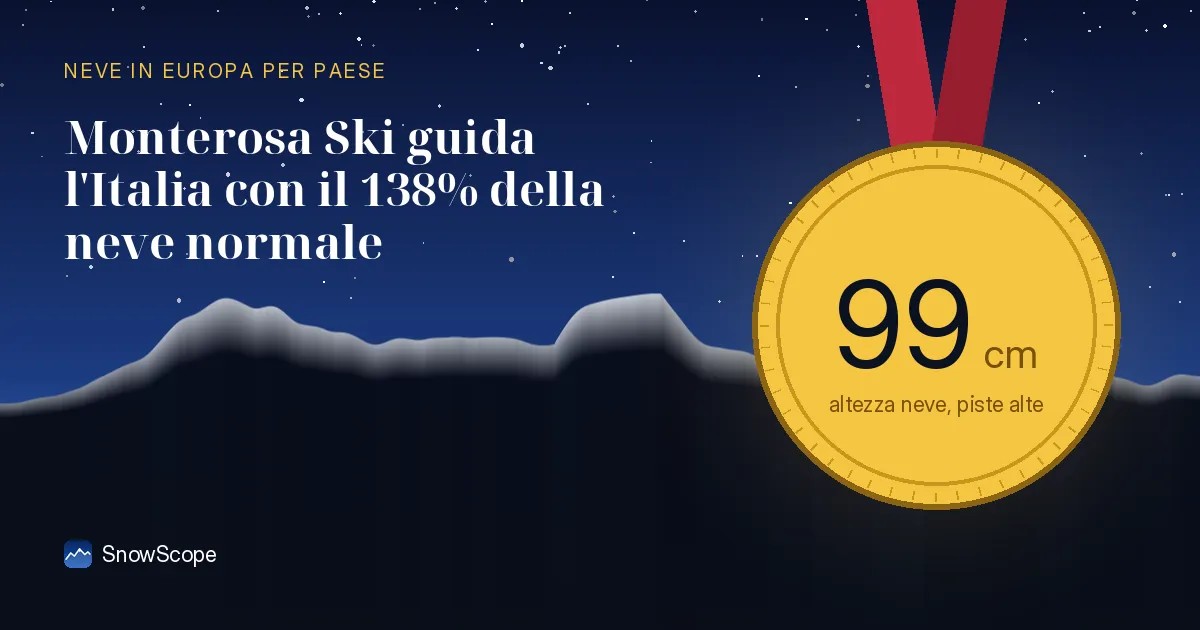 NEVE IN EUROPA PER PAESE
Monterosa Ski guida
l'Italia con il 138% della
neve normale
99 cm
altezza neve, piste alte
SnowScope